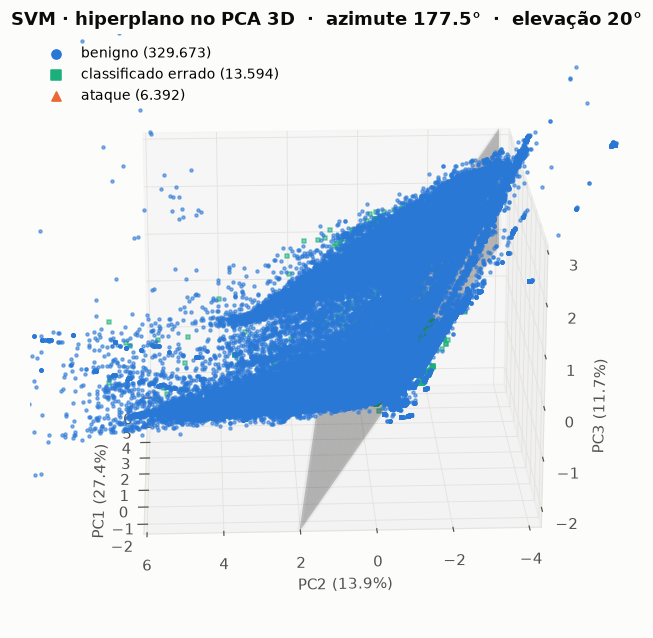 SVM · hiperplano no PCA 3D · azimute 177.5° · elevação 20°
benigno (329.673)
classificado errado (13.594)
ataque (6.392)
3
2
1
0
−1
−2
PC3 (11.7%)
5
4
3
2
1
0
−1
−2
PC1 (27.4%)
6
4
2
0
−2
−4
PC2 (13.9%)